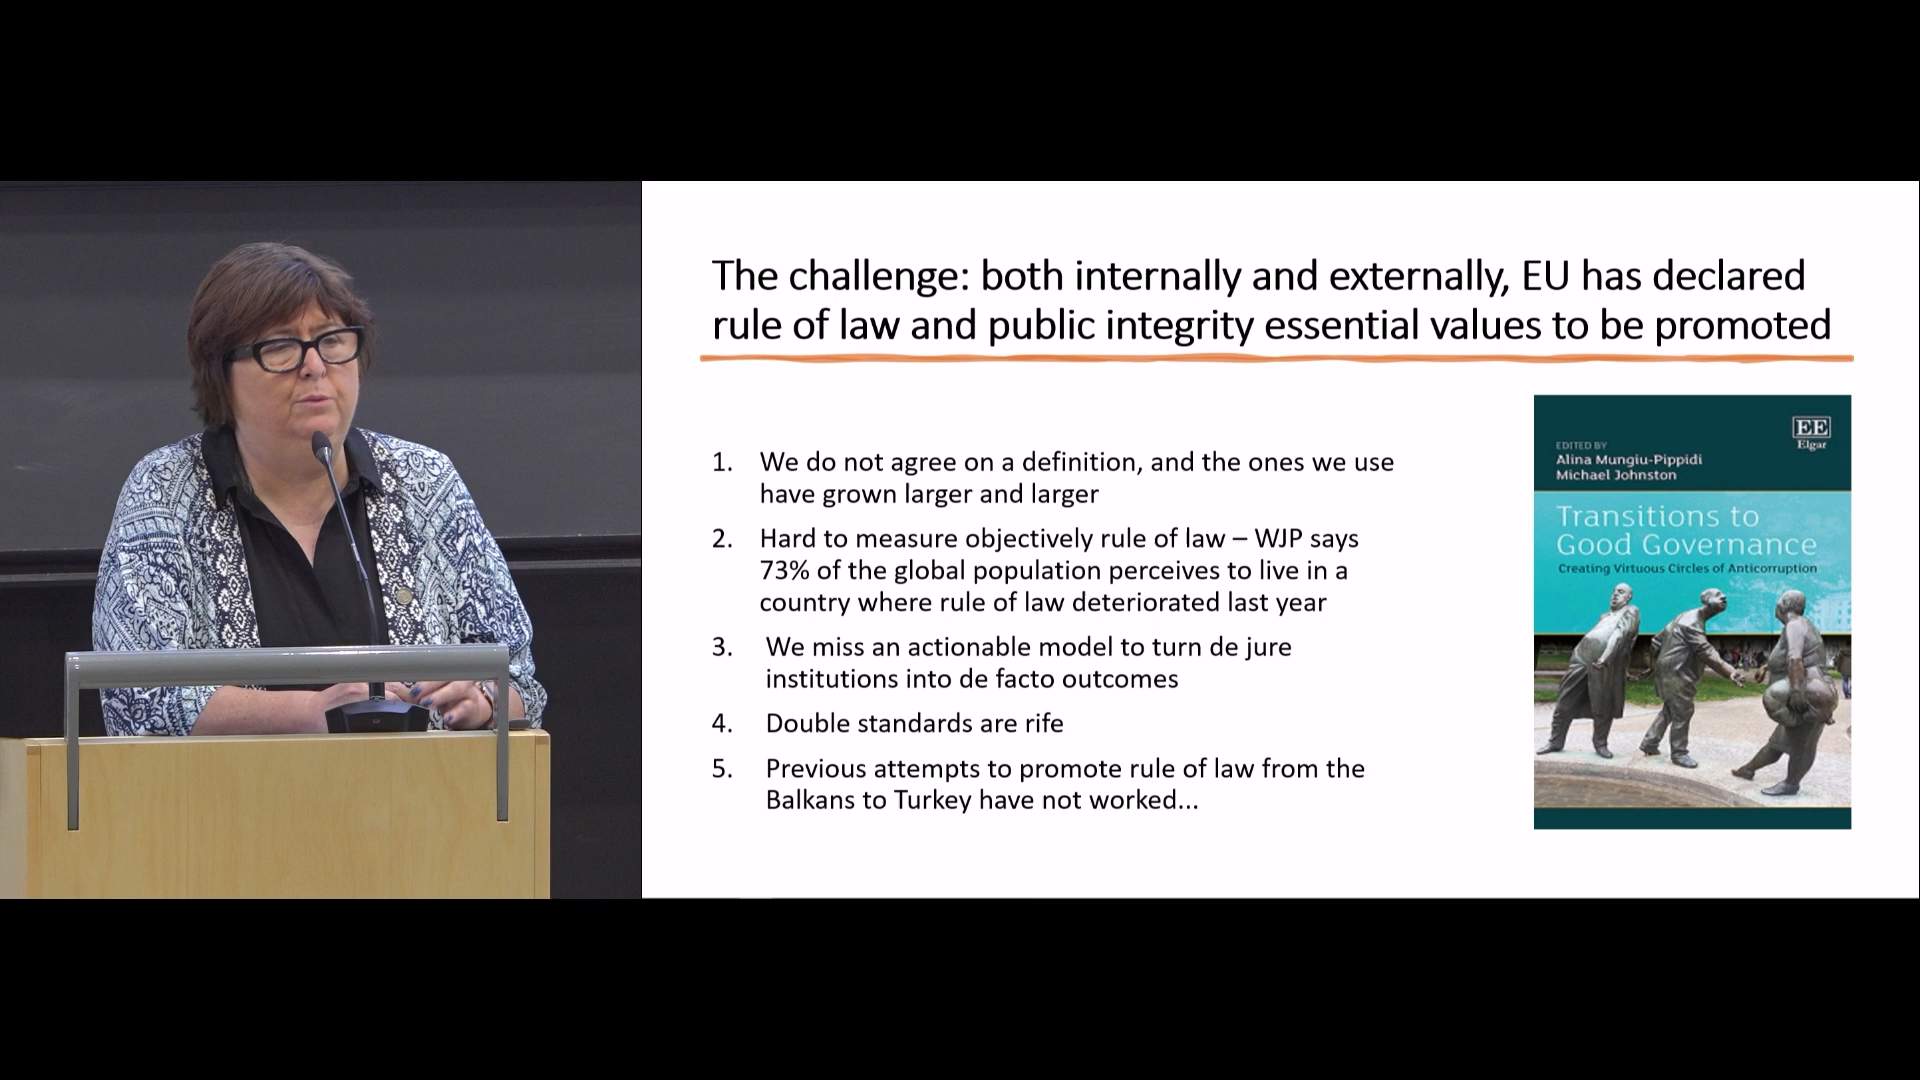 The challenge: both internally and externally, EU has declared
rule of law and public integrity essential values to be promoted
1. We do not agree on a definition, and the ones we use
have grown larger and larger
2. Hard to measure objectively rule of law – WJP says
73% of the global population perceives to live in a
country where rule of law deteriorated last year
3. We miss an actionable model to turn de jure
institutions into de facto outcomes
4. Double standards are rife
5. Previous attempts to promote rule of law from the
Balkans to Turkey have not worked...
EE
Elgar
EDITED BY
Alina Mungiu-Pippidi
Michael Johnston
Transitions to
Good Governance
Creating Virtuous Circles of Anticorruption